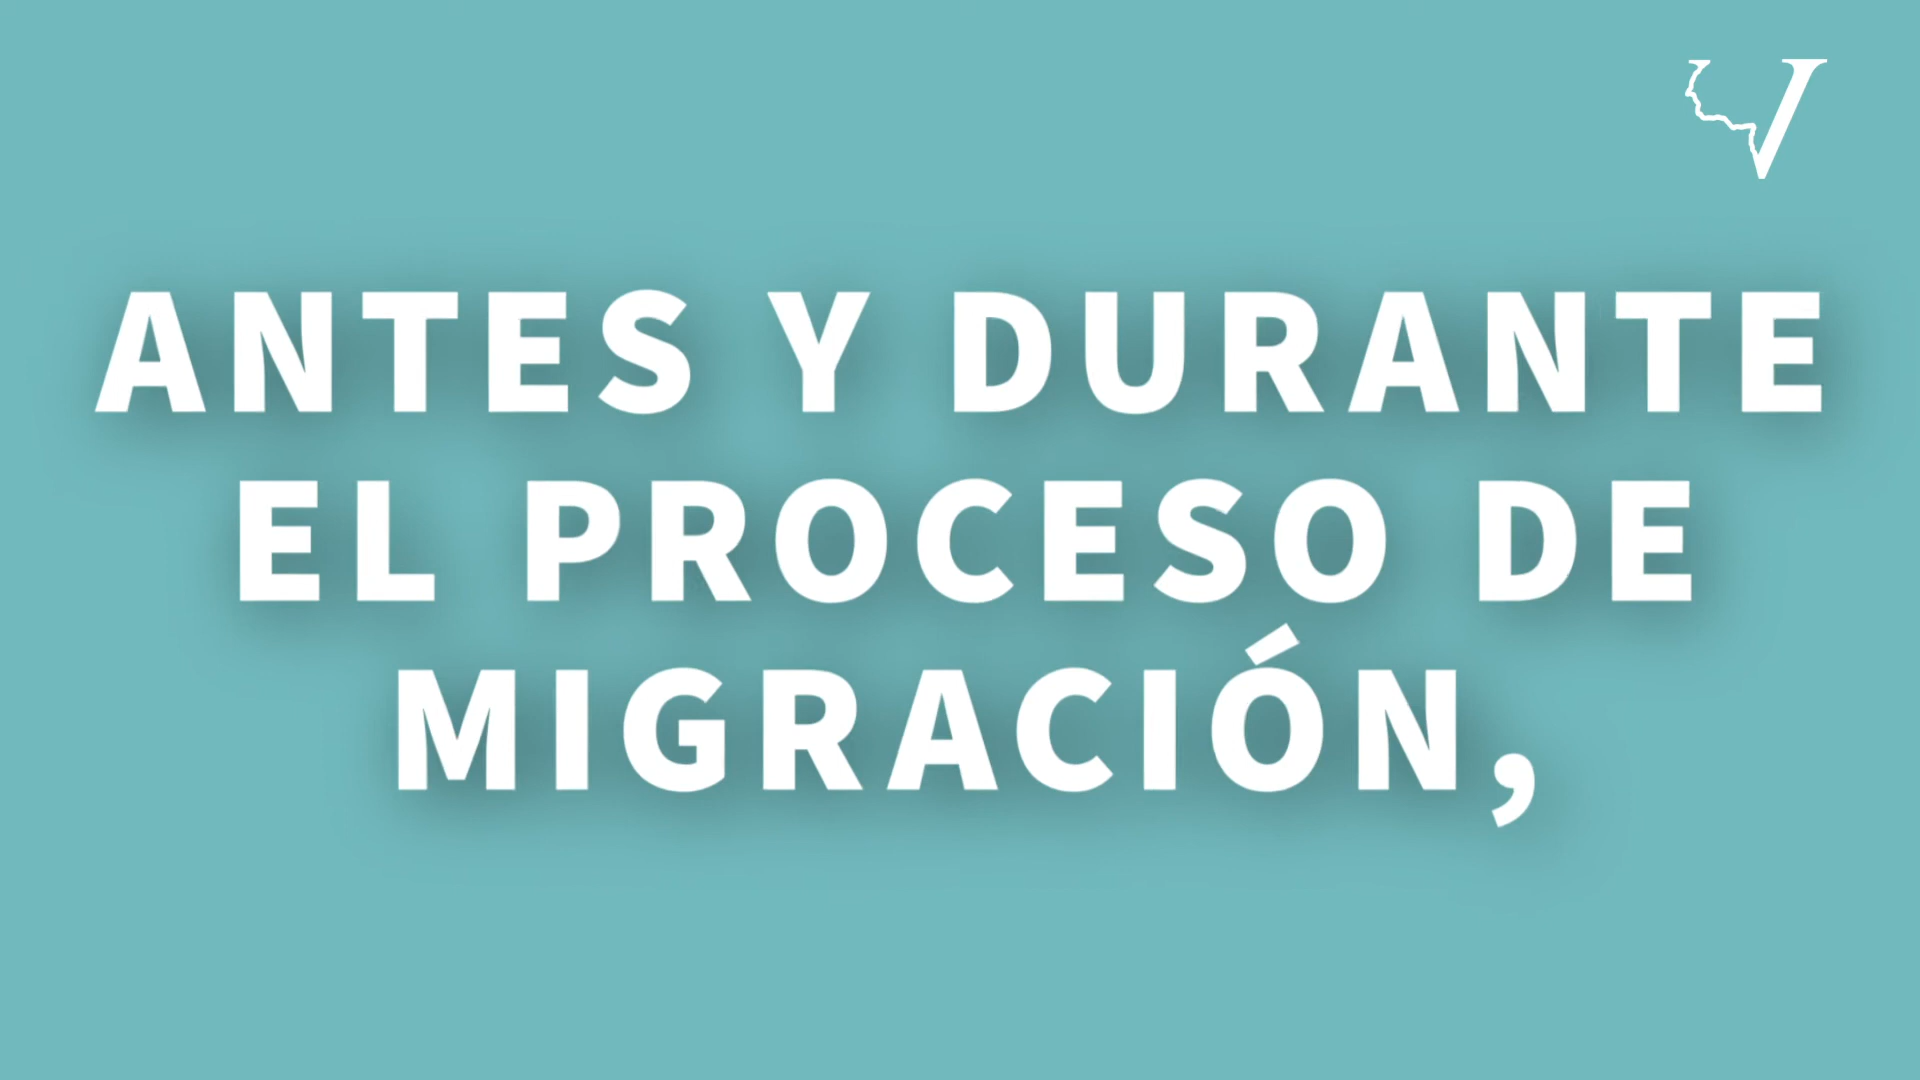 ANTES Y DURANTE
EL PROCESO DE
MIGRACIÓN,